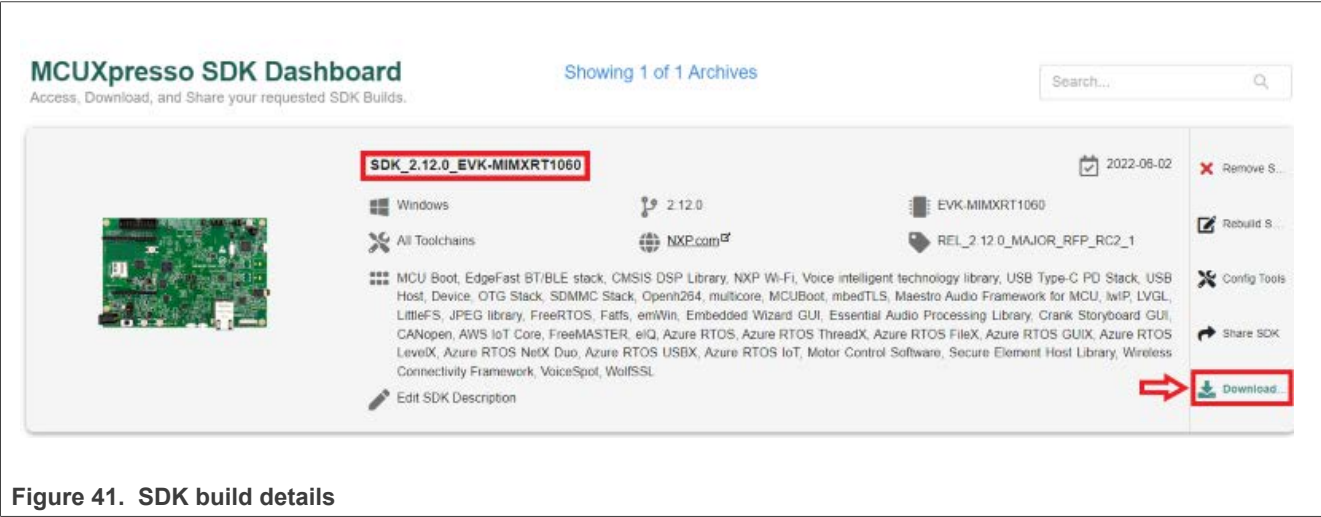 MCUXpresso SDK Dashboard
Showing 1 of 1 Archives
Search...
Access, Download, and Share your requested SDK Builds.
SDK_2.12.0_EVK-MIMXRT1060
2022-06-02
Remove S...
Windows
2.12.0
EVK-MIMXRT1060
Rebuild S...
All Toolchains
NXP.com
REL_2.12.0_MAJOR_RFP_RC2_1
MCU Boot, EdgeFast BT/BLE stack, CMSIS DSP Library, NXP Wi-Fi, Voice intelligent technology library, USB Type-C PD Stack, USB
Host, Device, OTG Stack, SDMMC Stack, Openh264, multicore, MCUBoot, mbedTLS, Maestro Audio Framework for MCU, lwIP, LVGL,
LittleFS, JPEG library, FreeRTOS, Fatfs, emWin, Embedded Wizard GUI, Essential Audio Processing Library, Crank Storyboard GUI,
CANopen, AWS IoT Core, FreeMASTER, eIQ, Azure RTOS, Azure RTOS ThreadX, Azure RTOS FileX, Azure RTOS GUIX, Azure RTOS
LevelX, Azure RTOS NetX Duo, Azure RTOS USBX, Azure RTOS IoT, Motor Control Software, Secure Element Host Library, Wireless
Connectivity Framework, VoiceSpot, WolfSSL
Config Tools
Share SDK
Edit SDK Description
Download...
Figure 41. SDK build details